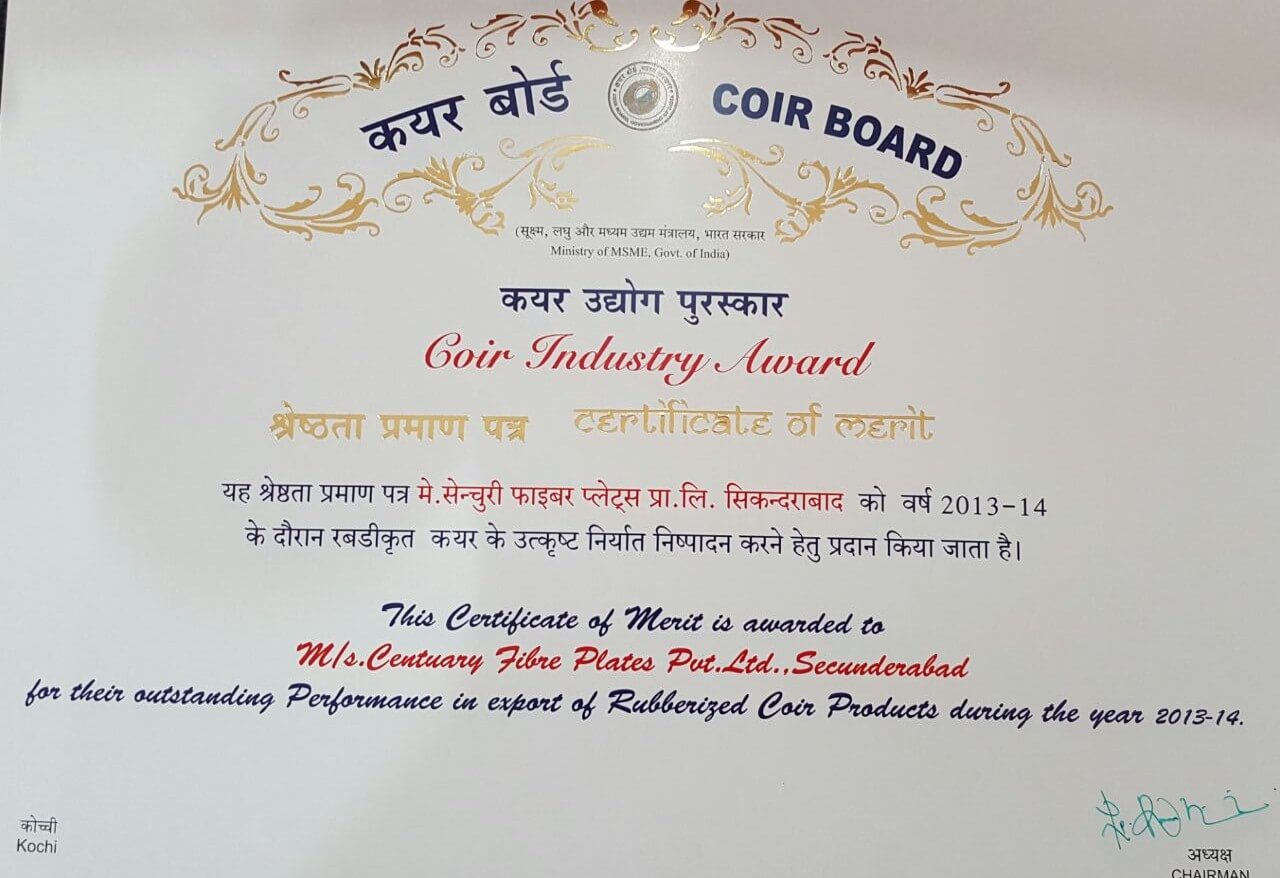 कयर बोर्ड COIR BOARD
(सूक्ष्म, लघु और मध्यम उद्यम मंत्रालय, भारत सरकार
Ministry of MSME, Govt. of India)
कयर उद्योग पुरस्कार
Coir Industry Award
श्रेष्ठता प्रमाण पत्र certificate of merit
यह श्रेष्ठता प्रमाण पत्र मे.सेन्चुरी फाइबर प्लेट्स प्रा.लि. सिकन्दराबाद को वर्ष 2013-14
के दौरान रबडीकृत कयर के उत्कृष्ट निर्यात निष्पादन करने हेतु प्रदान किया जाता है।
This Certificate of Merit is awarded to
M/s.Centuary Fibre Plates Pvt.Ltd.,Secunderabad
for their outstanding Performance in export of Rubberized Coir Products during the year 2013-14.
कोच्ची
Kochi
अध्यक्ष
CHAIRMAN